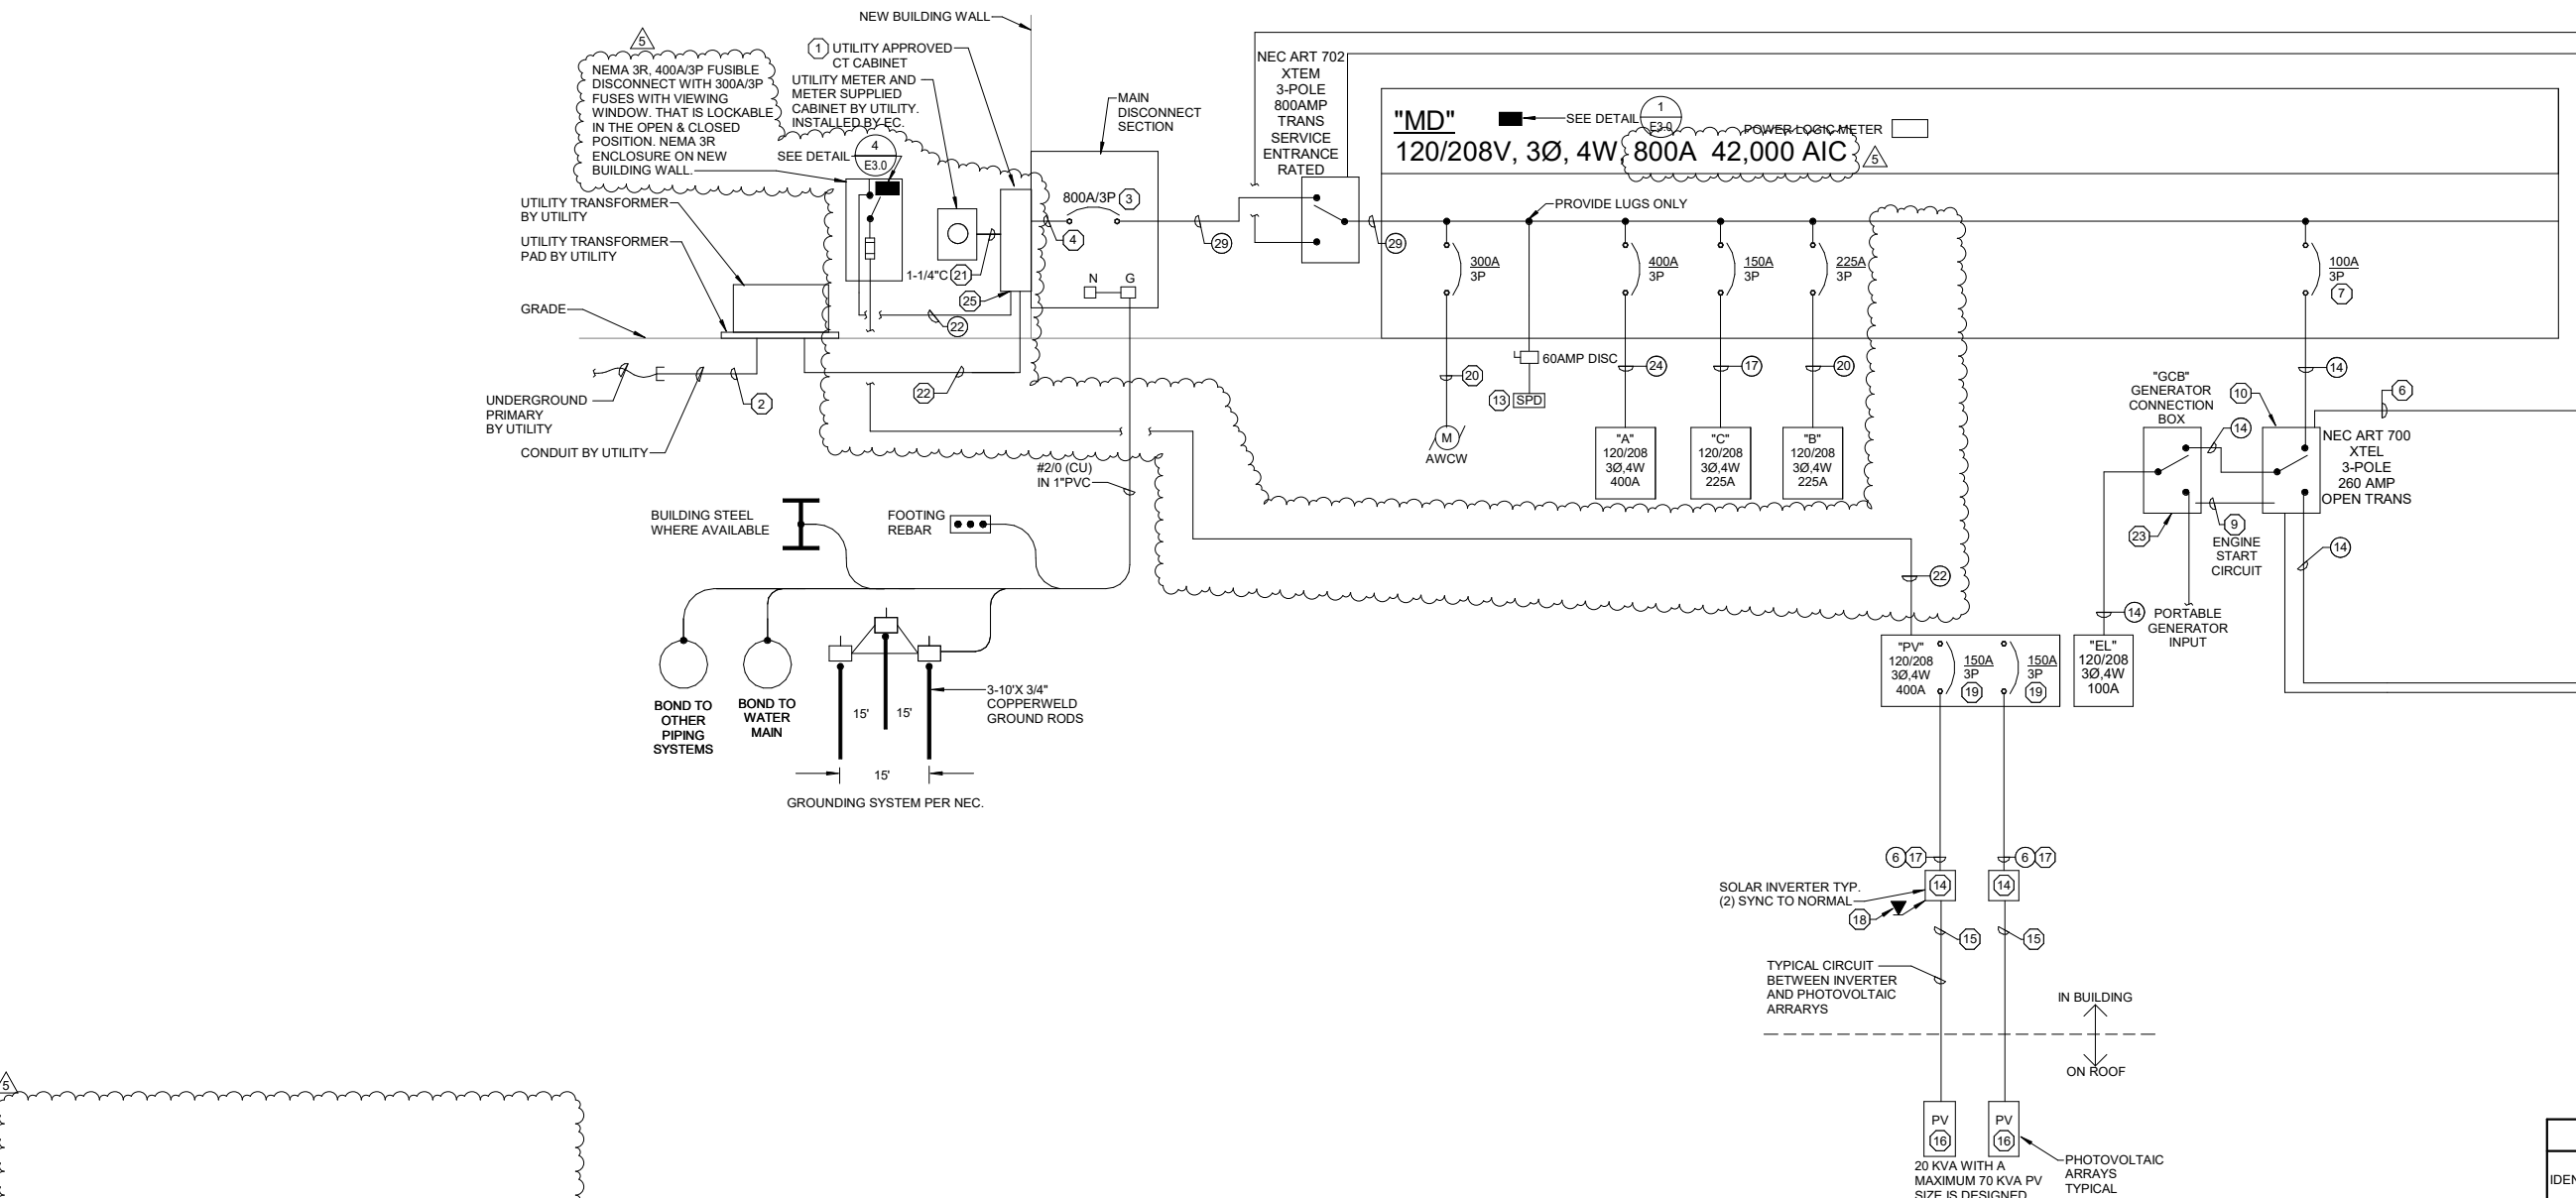 NEW BUILDING WALL
5
NEMA 3R, 400A/3P FUSIBLE
DISCONNECT WITH 300A/3P
FUSES WITH VIEWING
WINDOW. THAT IS LOCKABLE
IN THE OPEN & CLOSED
POSITION. NEMA 3R
ENCLOSURE ON NEW
BUILDING WALL.
1 UTILITY APPROVED
CT CABINET
UTILITY METER AND
METER SUPPLIED
CABINET BY UTILITY.
INSTALLED BY EC.
SEE DETAIL
4
E3.0
MAIN
DISCONNECT
SECTION
800A/3P 3
4
N G
1-1/4"C 21
25
22
22
UTILITY TRANSFORMER
BY UTILITY
UTILITY TRANSFORMER
PAD BY UTILITY
GRADE
UNDERGROUND
PRIMARY
BY UTILITY
CONDUIT BY UTILITY
2
NEC ART 702
XTEM
3-POLE
800AMP
TRANS
SERVICE
ENTRANCE
RATED
29
29
"MD"
SEE DETAIL
1
E3.0
POWER LOGIC METER
120/208V, 3Ø, 4W, 800A 42,000 AIC
5
PROVIDE LUGS ONLY
300A
3P
400A
3P
150A
3P
225A
3P
100A
3P
7
20
60AMP DISC
13 SPD
24
17
20
14
M
AWCW
"A"
120/208
3Ø,4W
400A
"C"
120/208
3Ø,4W
225A
"B"
120/208
3Ø,4W
225A
"GCB"
GENERATOR
CONNECTION
BOX
10
6
14
NEC ART 700
XTEL
3-POLE
260 AMP
OPEN TRANS
23
9
ENGINE
START
CIRCUIT
14
14
PORTABLE
GENERATOR
INPUT
"EL"
120/208
3Ø,4W
100A
#2/0 (CU)
IN 1"PVC
BUILDING STEEL
WHERE AVAILABLE
FOOTING
REBAR
BOND TO
OTHER
PIPING
SYSTEMS
BOND TO
WATER
MAIN
15' 15'
3-10'X 3/4"
COPPERWELD
GROUND RODS
15'
GROUNDING SYSTEM PER NEC.
22
"PV"
120/208
3Ø,4W
400A
150A
3P
19
150A
3P
19
6 17
6 17
SOLAR INVERTER TYP.
(2) SYNC TO NORMAL
14
14
18
15
15
TYPICAL CIRCUIT
BETWEEN INVERTER
AND PHOTOVOLTAIC
ARRARYS
IN BUILDING
ON ROOF
PV
16
PV
16
20 KVA WITH A
MAXIMUM 70 KVA PV
SIZE IS DESIGNED
PHOTOVOLTAIC
ARRAYS
TYPICAL
5